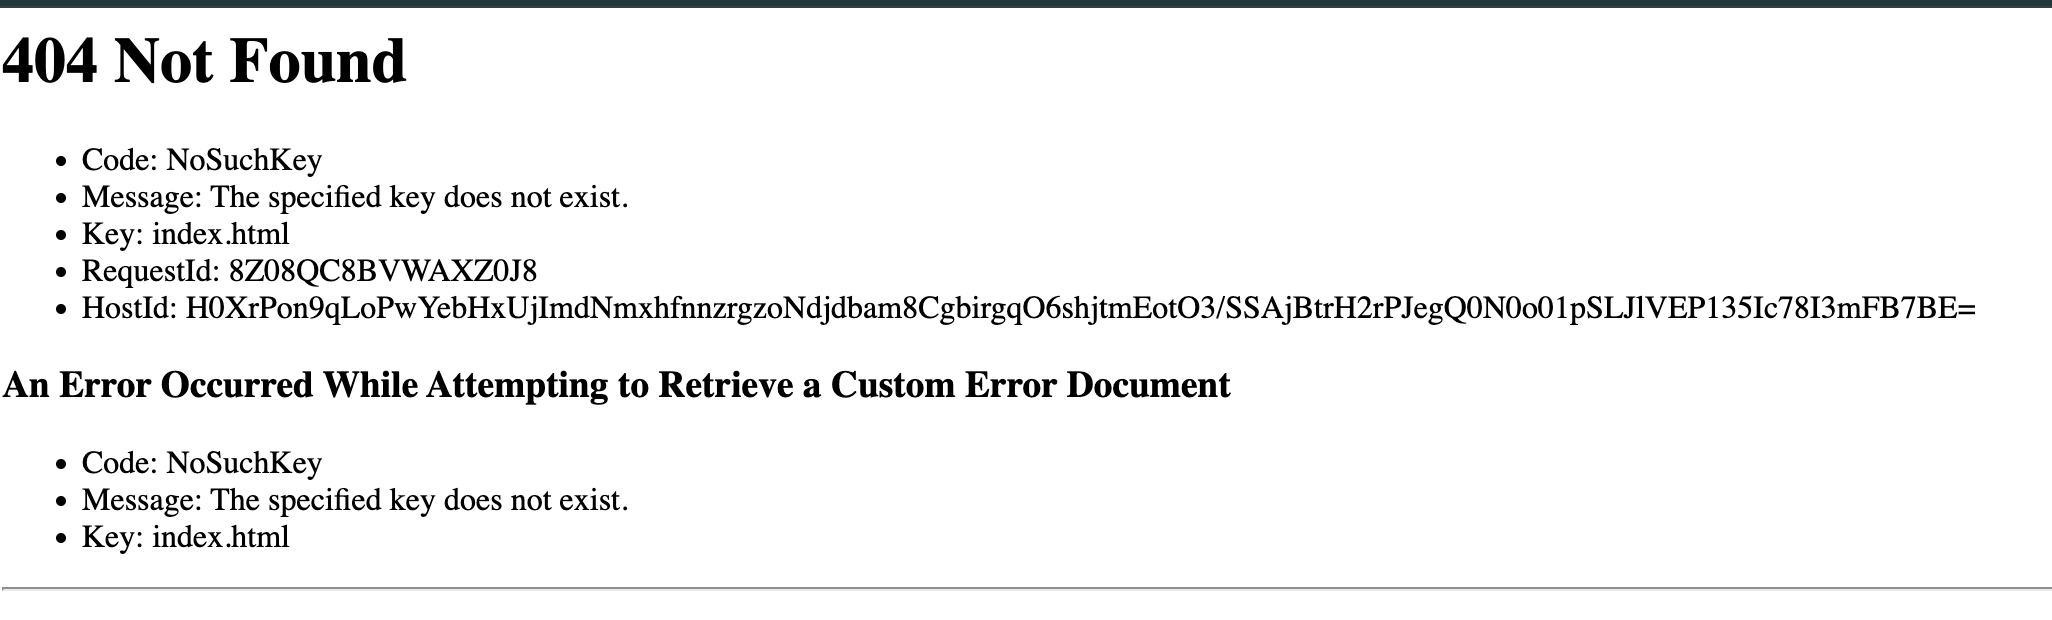 404 Not Found
Code: NoSuchKey
Message: The specified key does not exist.
Key: index.html
RequestId: 8Z08QC8BVWAXZ0J8
HostId: H0XrPon9qLoPwYebHxUjImdNmxhfnnzrgzoNdjdbam8CgbirgqO6shjtmEotO3/SSAjBtrH2rPJegQ0N0o01pSLJlVEP135Ic78I3mFB7BE=
An Error Occurred While Attempting to Retrieve a Custom Error Document
Code: NoSuchKey
Message: The specified key does not exist.
Key: index.html